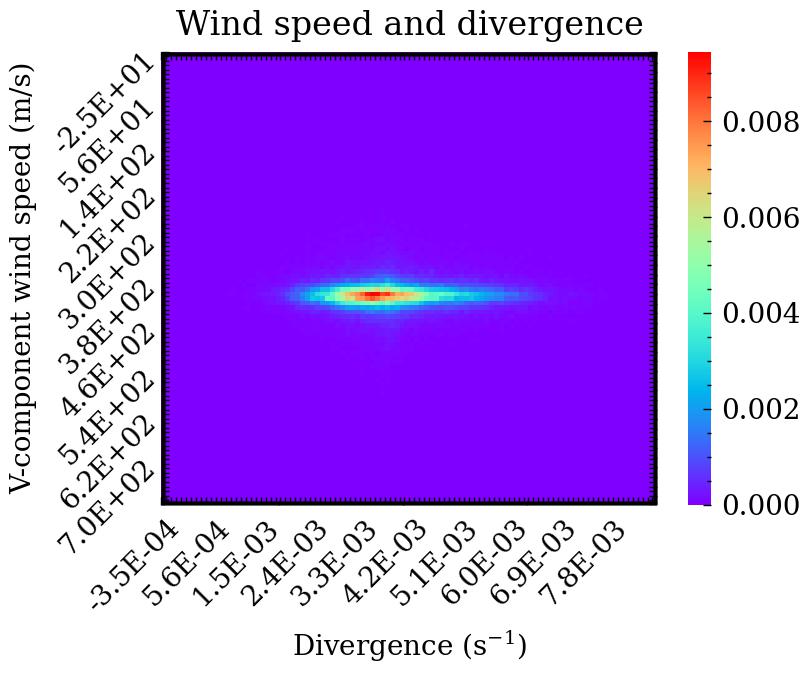 Wind speed and divergence
V-component wind speed (m/s)
-2.5E+01
5.6E+01
1.4E+02
2.2E+02
3.0E+02
3.8E+02
4.6E+02
5.4E+02
6.2E+02
7.0E+02
0.008
0.006
0.004
0.002
0.000
-3.5E-04
5.6E-04
1.5E-03
2.4E-03
3.3E-03
4.2E-03
5.1E-03
6.0E-03
6.9E-03
7.8E-03
Divergence (s⁻¹)